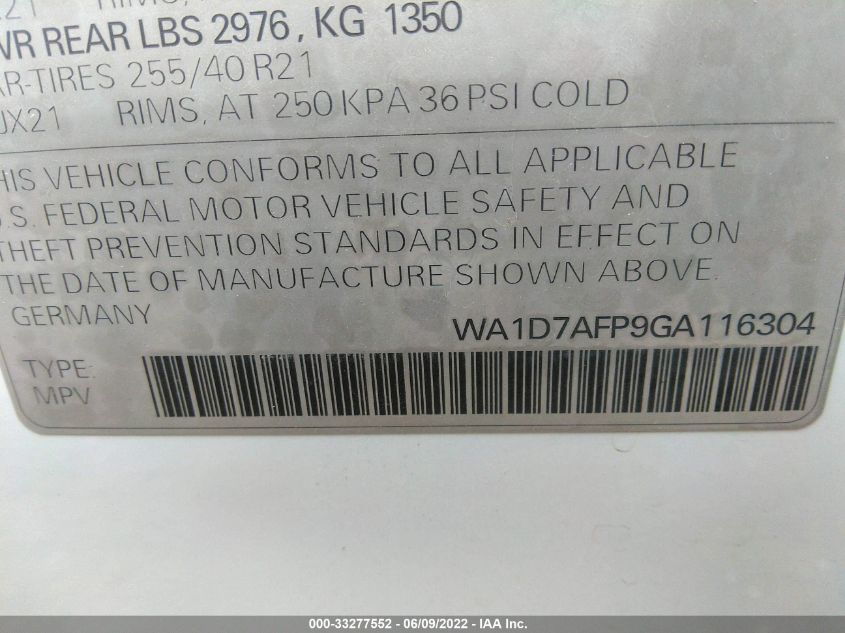 WR REAR LBS 2976, KG 1350
AR-TIRES 255/40 R21
JX21 RIMS, AT 250 KPA 36 PSI COLD
HIS VEHICLE CONFORMS TO ALL APPLICABLE
.S. FEDERAL MOTOR VEHICLE SAFETY AND
THEFT PREVENTION STANDARDS IN EFFECT ON
THE DATE OF MANUFACTURE SHOWN ABOVE.
GERMANY
WA1D7AFP9GA116304
TYPE:
MPV
000-33277552 - 06/09/2022 - IAA Inc.